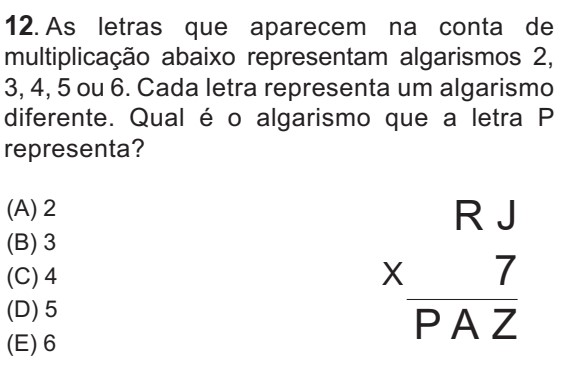 12. As letras que aparecem na conta de
multiplicação abaixo representam algarismos 2,
3, 4, 5 ou 6. Cada letra representa um algarismo
diferente. Qual é o algarismo que a letra P
representa?
(A) 2
(B) 3
(C) 4
(D) 5
(E) 6
R J
X 7
P A Z